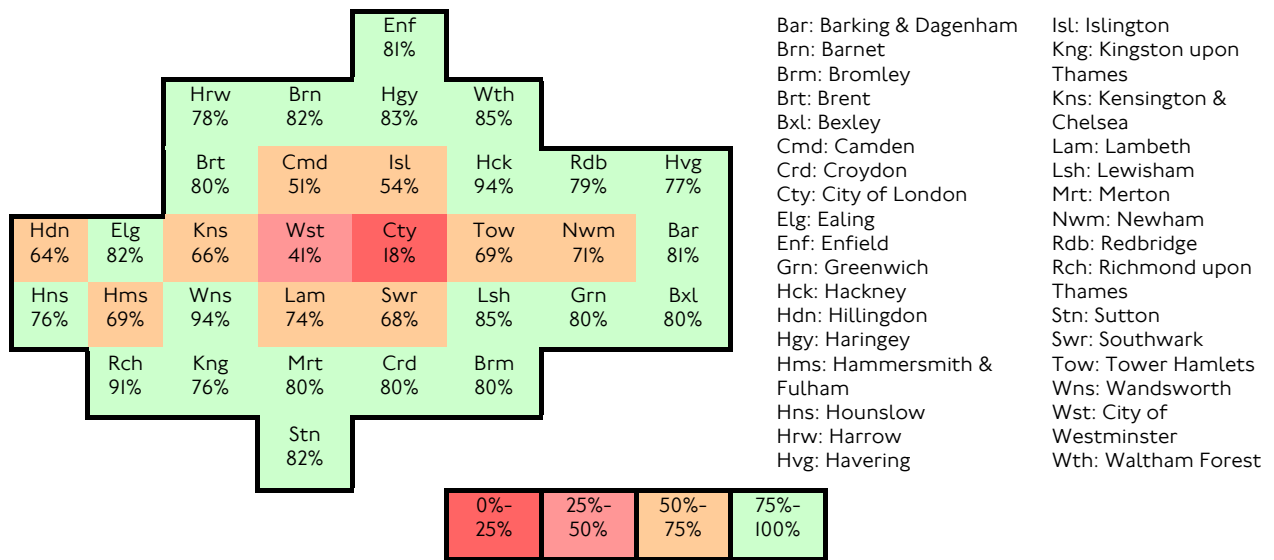 Enf
81%
Hrw Brn Hgy Wth
78% 82% 83% 85%
Brt Cmd Isl Hck Rdb Hvg
80% 51% 54% 94% 79% 77%
Hdn Elg Kns Wst Cty Tow Nwm Bar
64% 82% 66% 41% 18% 69% 71% 81%
Hns Hms Wns Lam Swr Lsh Grn Bxl
76% 69% 94% 74% 68% 85% 80% 80%
Rch Kng Mrt Crd Brm
91% 76% 80% 80% 80%
Stn
82%
0%- 25%- 50%- 75%-
25% 50% 75% 100%
Bar: Barking & Dagenham
Brn: Barnet
Brm: Bromley
Brt: Brent
Bxl: Bexley
Cmd: Camden
Crd: Croydon
Cty: City of London
Elg: Ealing
Enf: Enfield
Grn: Greenwich
Hck: Hackney
Hdn: Hillingdon
Hgy: Haringey
Hms: Hammersmith &
Fulham
Hns: Hounslow
Hrw: Harrow
Hvg: Havering
Isl: Islington
Kng: Kingston upon
Thames
Kns: Kensington &
Chelsea
Lam: Lambeth
Lsh: Lewisham
Mrt: Merton
Nwm: Newham
Rdb: Redbridge
Rch: Richmond upon
Thames
Stn: Sutton
Swr: Southwark
Tow: Tower Hamlets
Wns: Wandsworth
Wst: City of
Westminster
Wth: Waltham Forest